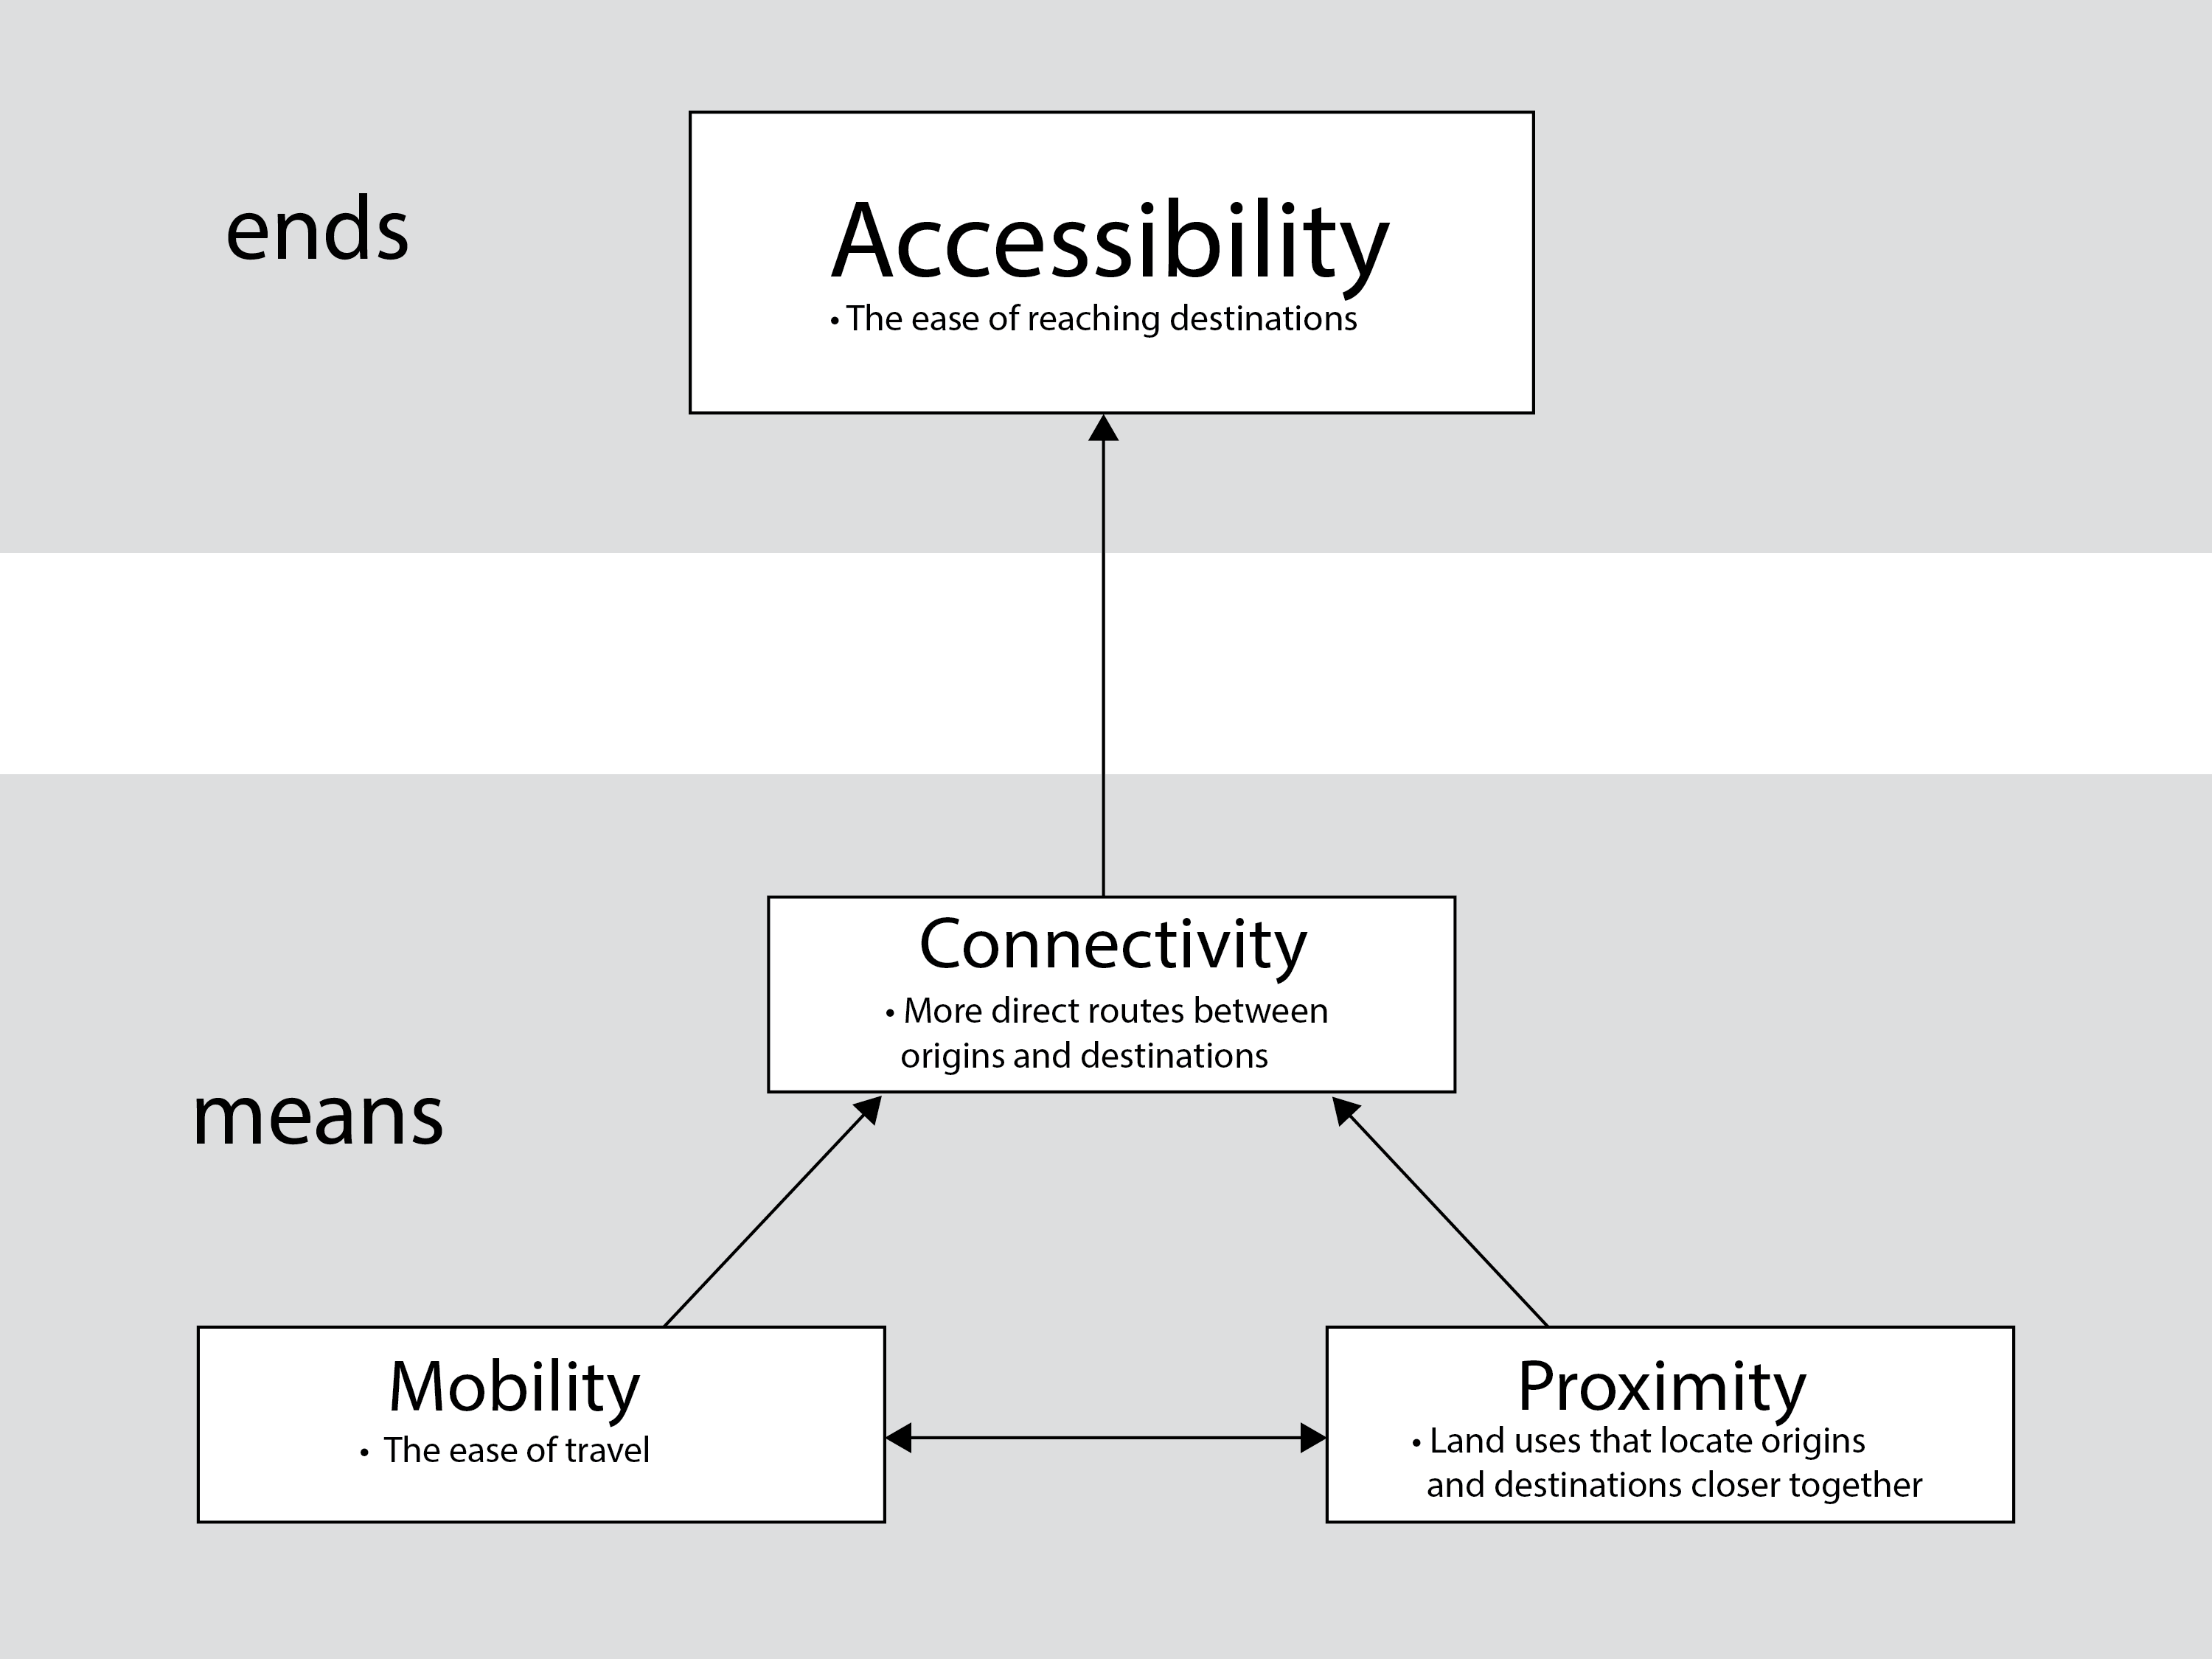 ends
Accessibility
• The ease of reaching destinations
Connectivity
• More direct routes between
origins and destinations
means
Mobility
• The ease of travel
Proximity
• Land uses that locate origins
and destinations closer together